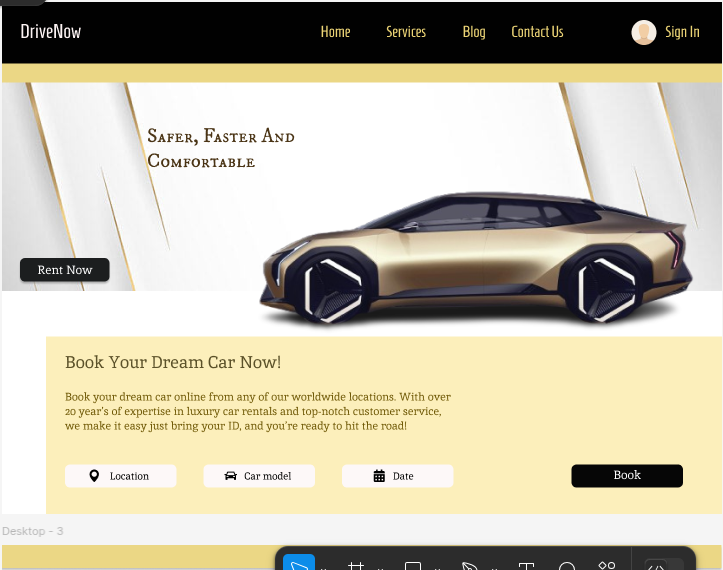 DriveNow
Home
Services
Blog
Contact Us
Sign In
Safer, Faster And
Comfortable
Rent Now
Book Your Dream Car Now!
Book your dream car online from any of our worldwide locations. With over
20 year's of expertise in luxury car rentals and top-notch customer service,
we make it easy just bring your ID, and you're ready to hit the road!
Location
Car model
Date
Book
Desktop - 3